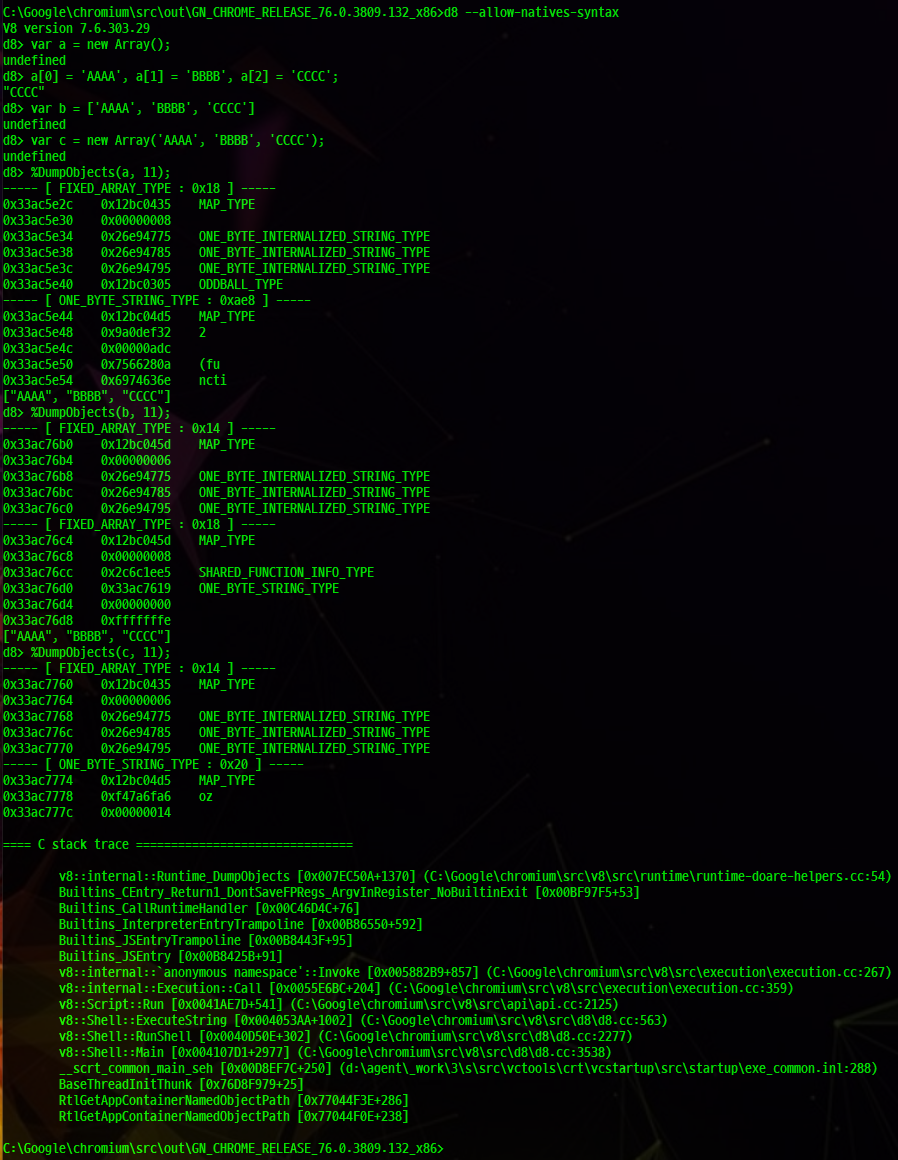 C:\Google\chromium\src\out\GN_CHROME_RELEASE_76.0.3809.132_x86>d8 --allow-natives-syntax
V8 version 7.6.303.29
d8> var a = new Array();
undefined
d8> a[0] = 'AAAA', a[1] = 'BBBB', a[2] = 'CCCC';
"CCCC"
d8> var b = ['AAAA', 'BBBB', 'CCCC']
undefined
d8> var c = new Array('AAAA', 'BBBB', 'CCCC');
undefined
d8> %DumpObjects(a, 11);
----- [ FIXED_ARRAY_TYPE : 0x18 ] -----
0x33ac5e2c    0x12bc0435    MAP_TYPE
0x33ac5e30    0x00000008
0x33ac5e34    0x26e94775    ONE_BYTE_INTERNALIZED_STRING_TYPE
0x33ac5e38    0x26e94785    ONE_BYTE_INTERNALIZED_STRING_TYPE
0x33ac5e3c    0x26e94795    ONE_BYTE_INTERNALIZED_STRING_TYPE
0x33ac5e40    0x12bc0305    ODDBALL_TYPE
----- [ ONE_BYTE_STRING_TYPE : 0xae8 ] -----
0x33ac5e44    0x12bc04d5    MAP_TYPE
0x33ac5e48    0x9a0def32    2
0x33ac5e4c    0x00000adc
0x33ac5e50    0x7566280a    (fu
0x33ac5e54    0x6974636e    ncti
["AAAA", "BBBB", "CCCC"]
d8> %DumpObjects(b, 11);
----- [ FIXED_ARRAY_TYPE : 0x14 ] -----
0x33ac76b0    0x12bc045d    MAP_TYPE
0x33ac76b4    0x00000006
0x33ac76b8    0x26e94775    ONE_BYTE_INTERNALIZED_STRING_TYPE
0x33ac76bc    0x26e94785    ONE_BYTE_INTERNALIZED_STRING_TYPE
0x33ac76c0    0x26e94795    ONE_BYTE_INTERNALIZED_STRING_TYPE
----- [ FIXED_ARRAY_TYPE : 0x18 ] -----
0x33ac76c4    0x12bc045d    MAP_TYPE
0x33ac76c8    0x00000008
0x33ac76cc    0x2c6c1ee5    SHARED_FUNCTION_INFO_TYPE
0x33ac76d0    0x33ac7619    ONE_BYTE_STRING_TYPE
0x33ac76d4    0x00000000
0x33ac76d8    0xfffffffe
["AAAA", "BBBB", "CCCC"]
d8> %DumpObjects(c, 11);
----- [ FIXED_ARRAY_TYPE : 0x14 ] -----
0x33ac7760    0x12bc0435    MAP_TYPE
0x33ac7764    0x00000006
0x33ac7768    0x26e94775    ONE_BYTE_INTERNALIZED_STRING_TYPE
0x33ac776c    0x26e94785    ONE_BYTE_INTERNALIZED_STRING_TYPE
0x33ac7770    0x26e94795    ONE_BYTE_INTERNALIZED_STRING_TYPE
----- [ ONE_BYTE_STRING_TYPE : 0x20 ] -----
0x33ac7774    0x12bc04d5    MAP_TYPE
0x33ac7778    0xf47a6fa6    oz
0x33ac777c    0x00000014
==== C stack trace ===============================
v8::internal::Runtime_DumpObjects [0x007EC50A+1370] (C:\Google\chromium\src\v8\src\runtime\runtime-doare-helpers.cc:54)
Builtins_CEntry_Return1_DontSaveFPRegs_ArgvInRegister_NoBuiltinExit [0x00BF97F5+53]
Builtins_CallRuntimeHandler [0x00C46D4C+76]
Builtins_InterpreterEntryTrampoline [0x00B86550+592]
Builtins_JSEntryTrampoline [0x00B8443F+95]
Builtins_JSEntry [0x00B8425B+91]
v8::internal::`anonymous namespace'::Invoke [0x005882B9+857] (C:\Google\chromium\src\v8\src\execution\execution.cc:267)
v8::internal::Execution::Call [0x0055E6BC+204] (C:\Google\chromium\src\v8\src\execution\execution.cc:359)
v8::Script::Run [0x0041AE7D+541] (C:\Google\chromium\src\v8\src\api\api.cc:2125)
v8::Shell::ExecuteString [0x004053AA+1002] (C:\Google\chromium\src\v8\src\d8\d8.cc:563)
v8::Shell::RunShell [0x0040D50E+302] (C:\Google\chromium\src\v8\src\d8\d8.cc:2277)
v8::Shell::Main [0x004107D1+2977] (C:\Google\chromium\src\v8\src\d8\d8.cc:3538)
__scrt_common_main_seh [0x00D8EF7C+250] (d:\agent\_work\3\s\src\vctools\crt\vcstartup\src\startup\exe_common.inl:288)
BaseThreadInitThunk [0x76D8F979+25]
RtlGetAppContainerNamedObjectPath [0x77044F3E+286]
RtlGetAppContainerNamedObjectPath [0x77044F0E+238]
C:\Google\chromium\src\out\GN_CHROME_RELEASE_76.0.3809.132_x86>